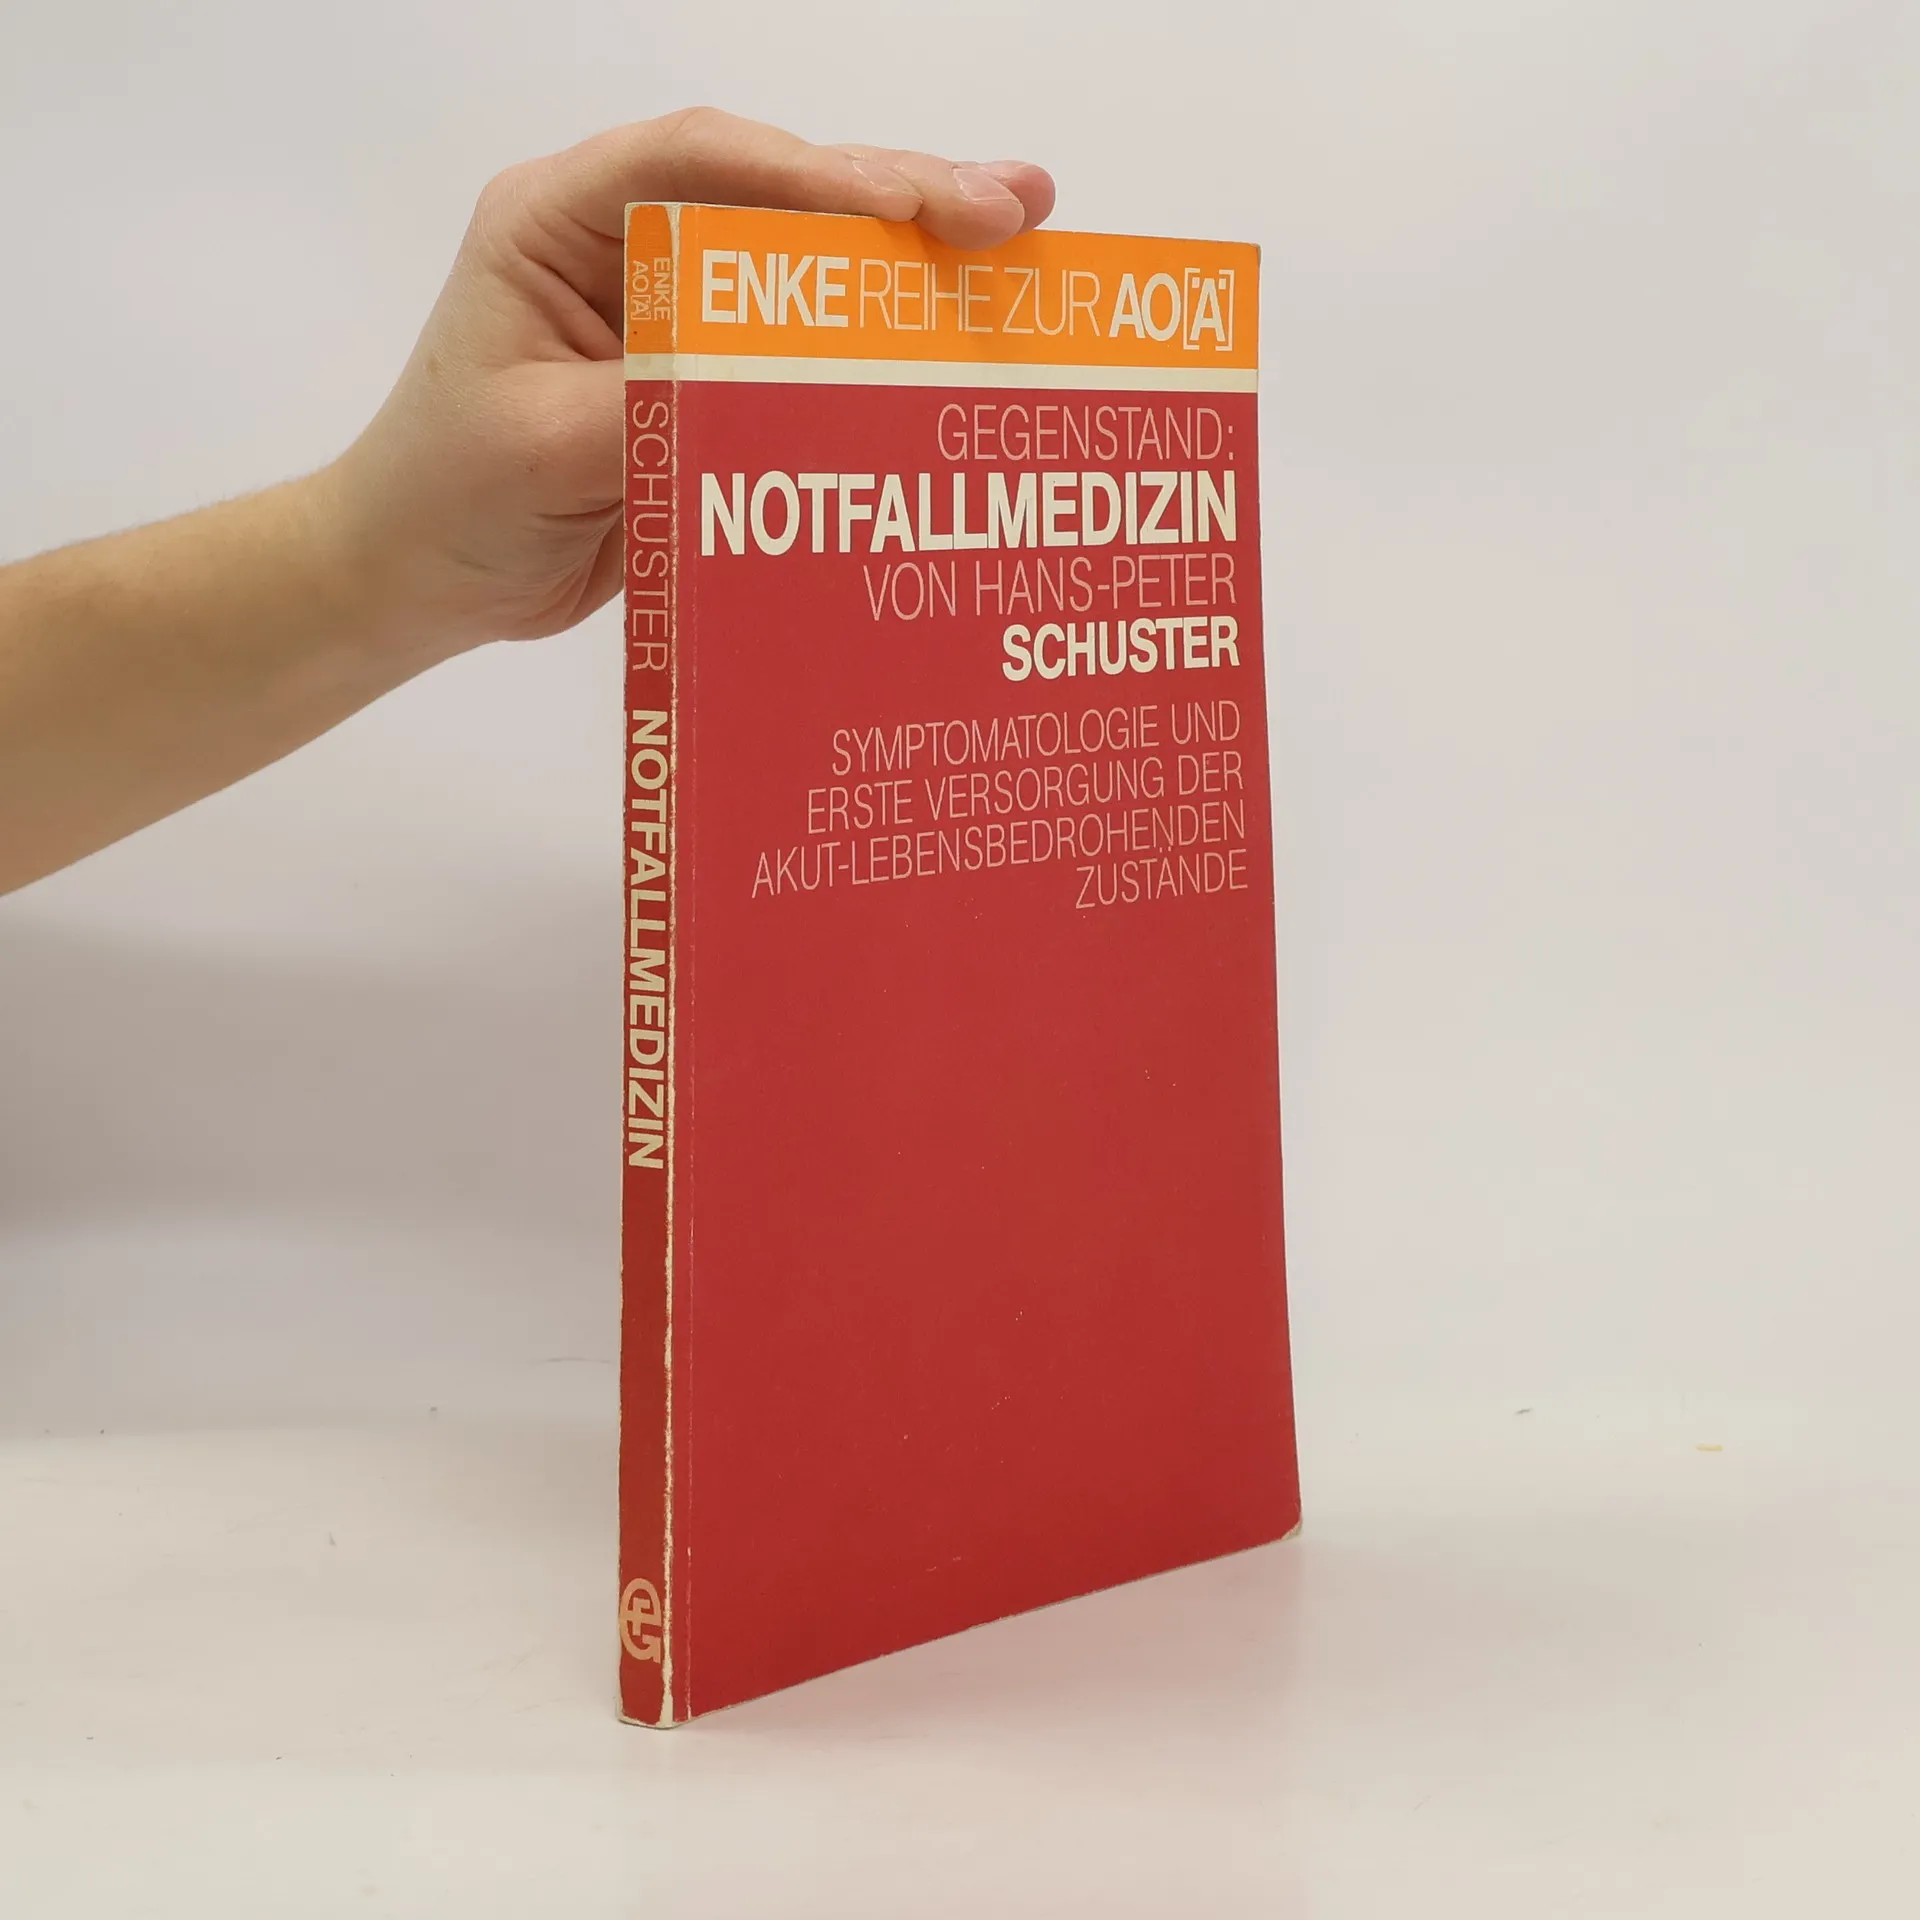 ENKE REIHE ZUR AO[Ä]
GEGENSTAND:
NOTFALLMEDIZIN
VON HANS-PETER
SCHUSTER
SYMPTOMATOLOGIE UND
ERSTE VERSORGUNG DER
AKUT-LEBENSBEDROHENDEN
ZUSTÄNDE
ENKE
AO[Ä]
SCHUSTER NOTFALLMEDIZIN